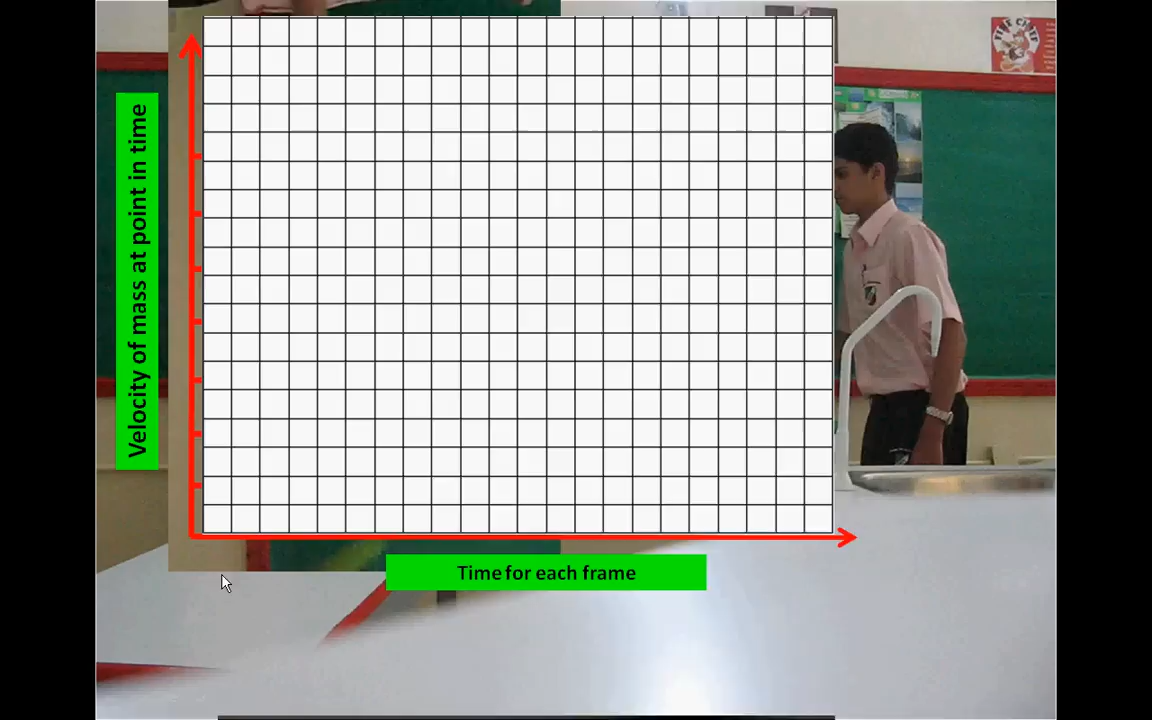 Velocity of mass at point in time
Time for each frame